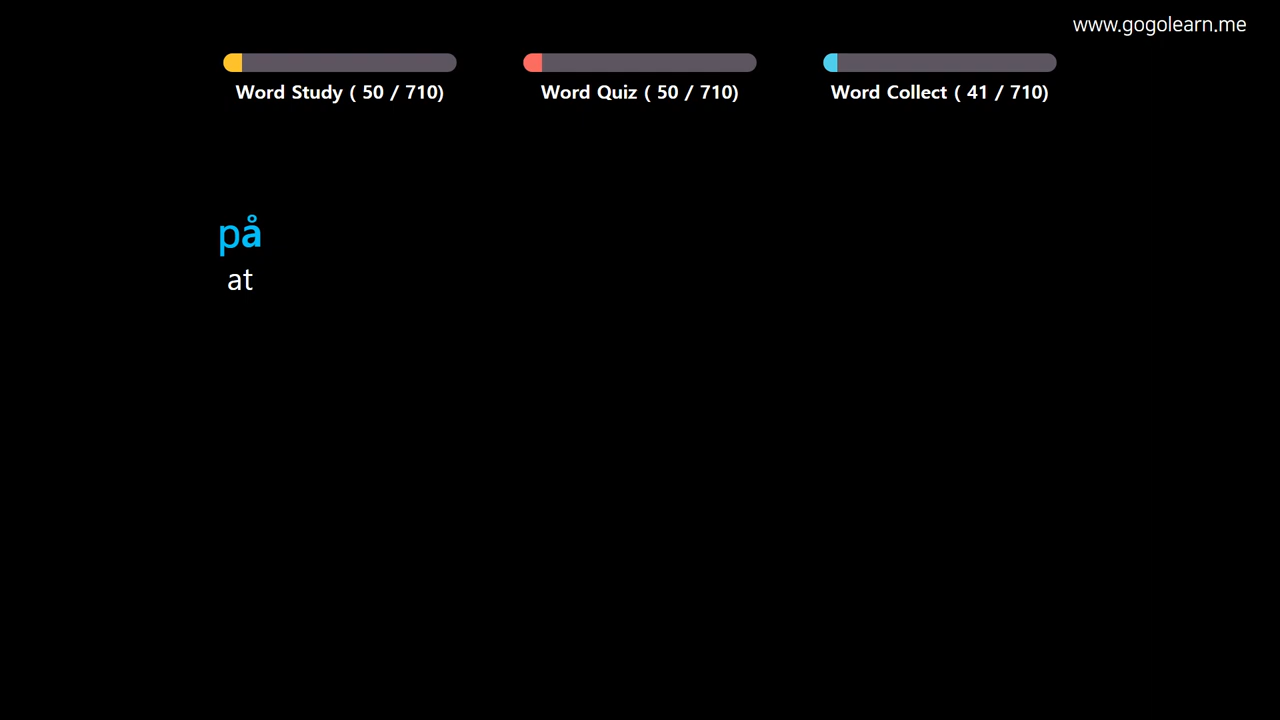 www.gogolearn.me
Word Study ( 50 / 710)
Word Quiz ( 50 / 710)
Word Collect ( 41 / 710)
på
at